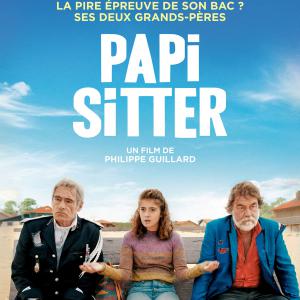 LA PIRE ÉPREUVE DE SON BAC ?
SES DEUX GRANDS-PÈRES
PAPI
SITTER
UN FILM DE
PHILIPPE GUILLARD